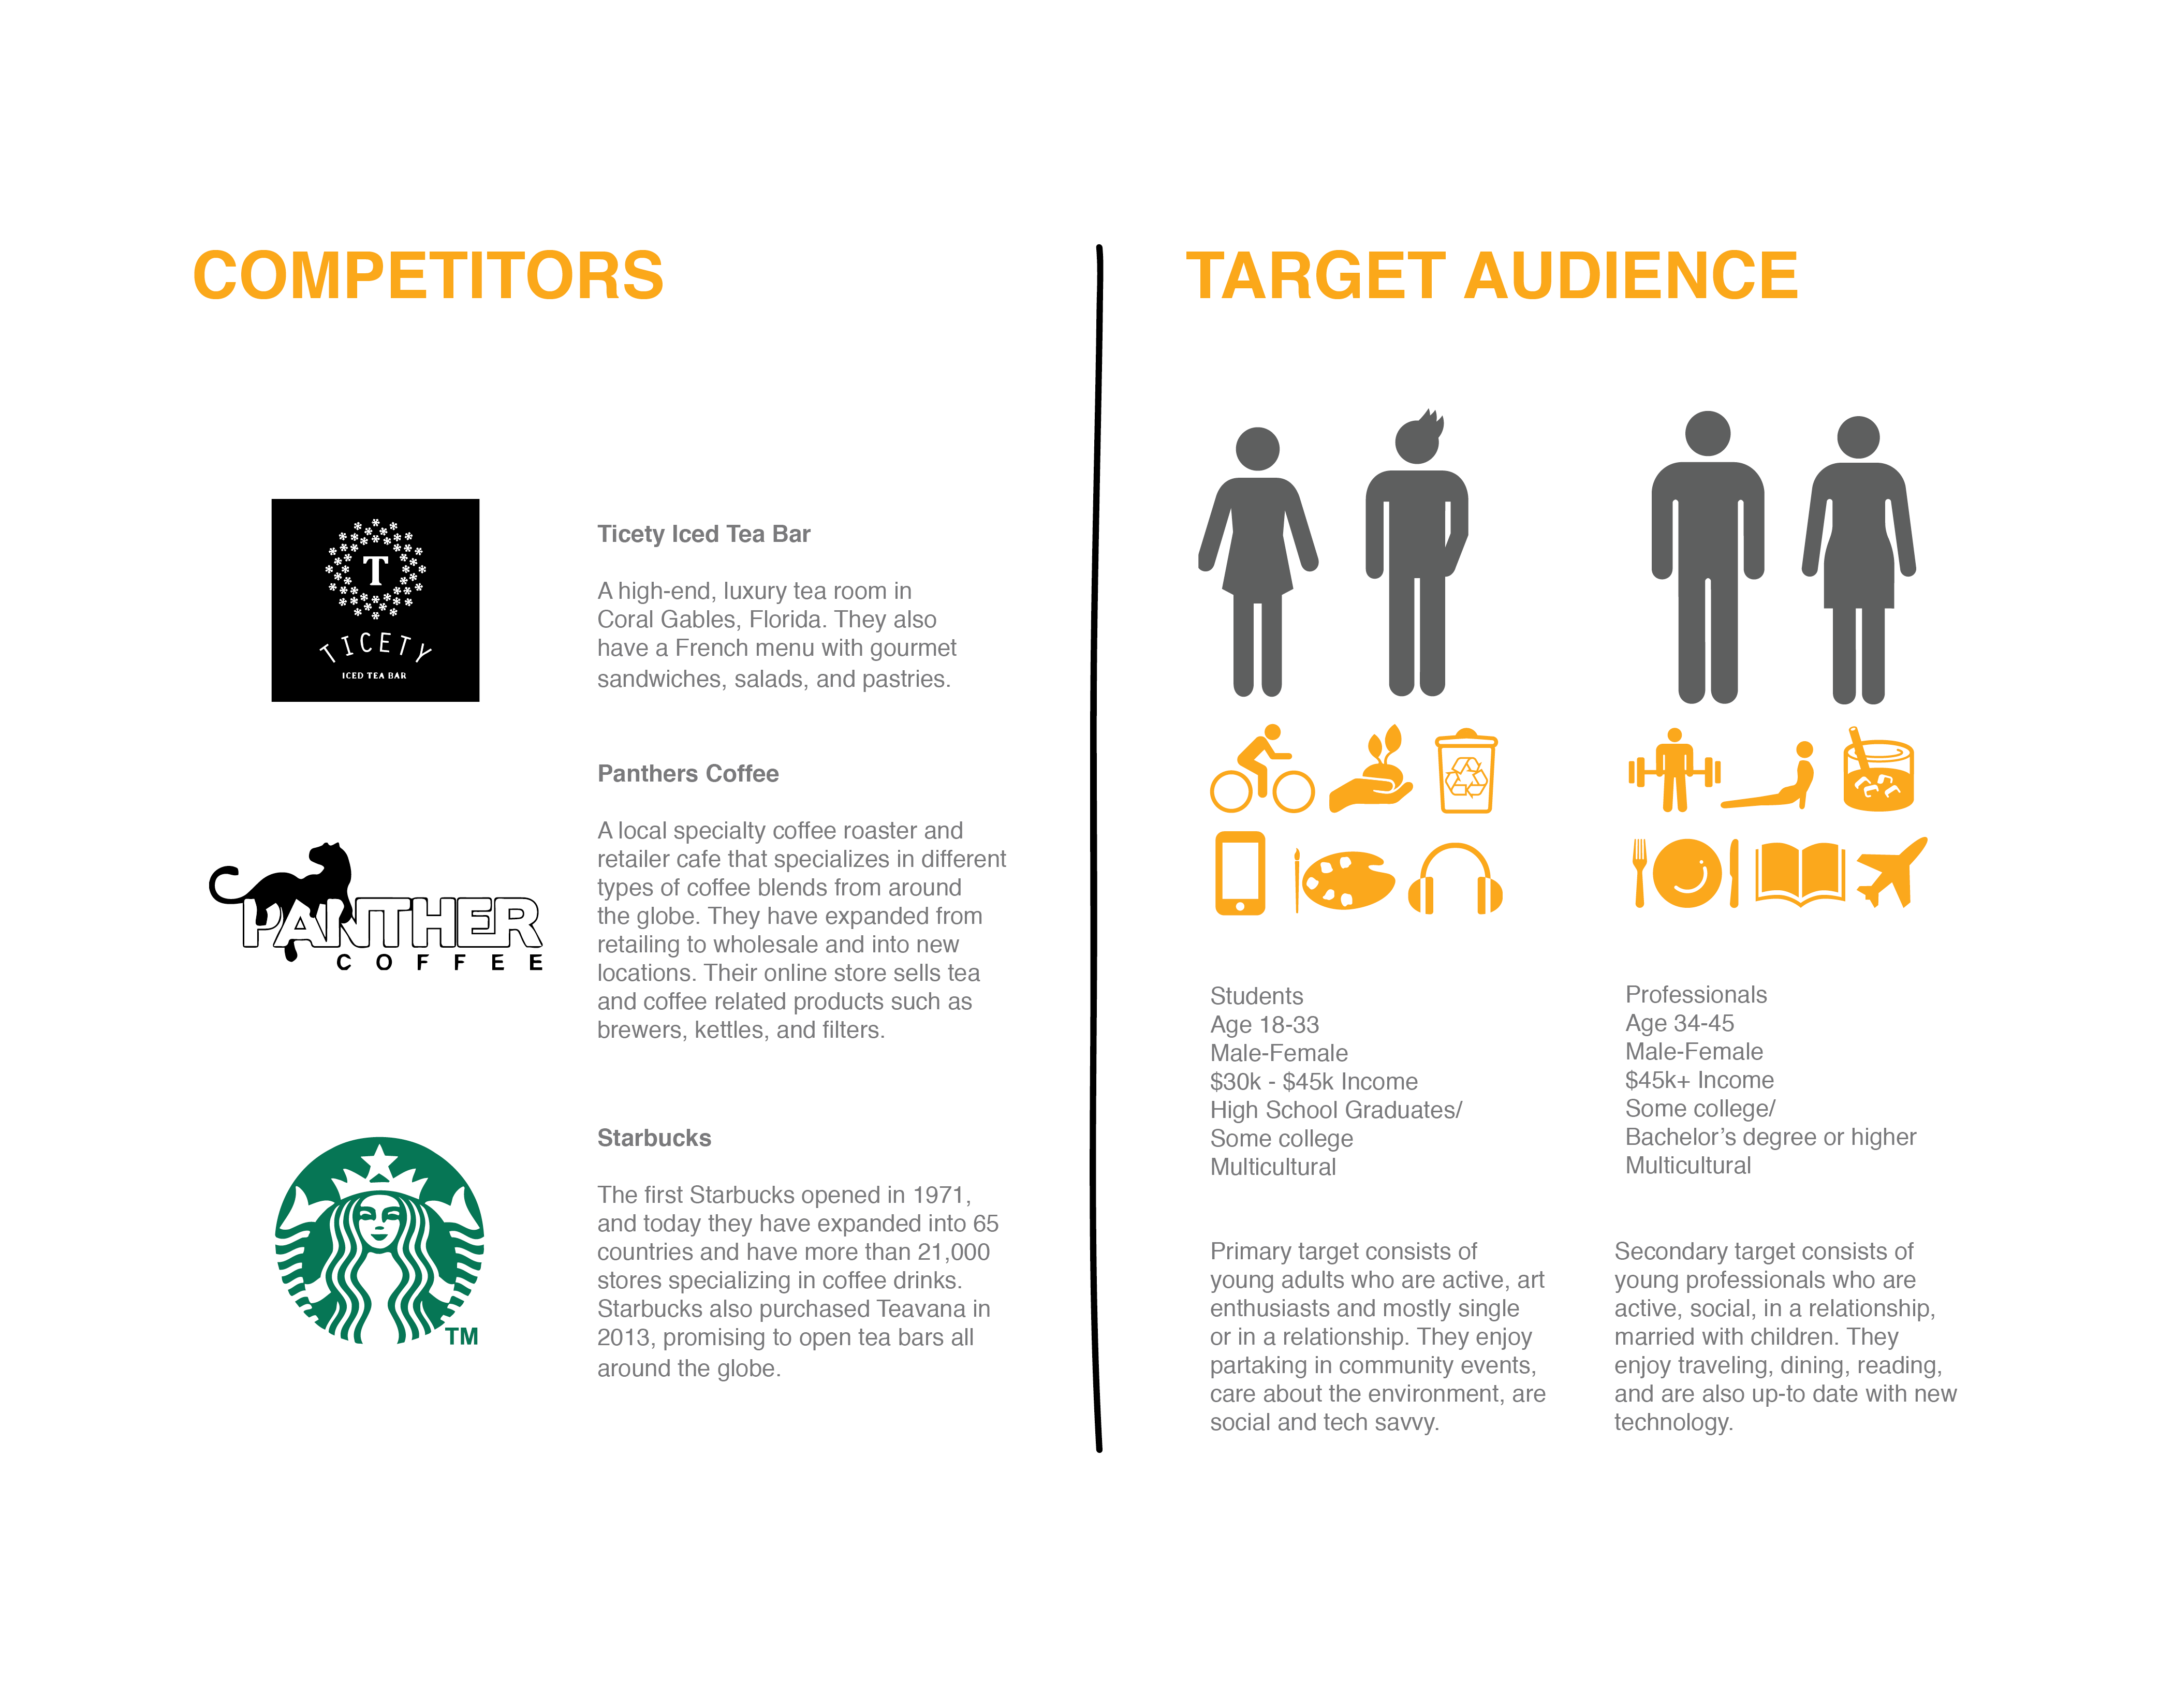 COMPETITORS
T
TICETY
ICED TEA BAR
Ticety Iced Tea Bar
A high-end, luxury tea room in
Coral Gables, Florida. They also
have a French menu with gourmet
sandwiches, salads, and pastries.
PANTHER
COFFEE
Panthers Coffee
A local specialty coffee roaster and
retailer cafe that specializes in different
types of coffee blends from around
the globe. They have expanded from
retailing to wholesale and into new
locations. Their online store sells tea
and coffee related products such as
brewers, kettles, and filters.
TM
Starbucks
The first Starbucks opened in 1971,
and today they have expanded into 65
countries and have more than 21,000
stores specializing in coffee drinks.
Starbucks also purchased Teavana in
2013, promising to open tea bars all
around the globe.
TARGET AUDIENCE
Students
Age 18-33
Male-Female
$30k - $45k Income
High School Graduates/
Some college
Multicultural
Primary target consists of
young adults who are active, art
enthusiasts and mostly single
or in a relationship. They enjoy
partaking in community events,
care about the environment, are
social and tech savvy.
Professionals
Age 34-45
Male-Female
$45k+ Income
Some college/
Bachelor’s degree or higher
Multicultural
Secondary target consists of
young professionals who are
active, social, in a relationship,
married with children. They
enjoy traveling, dining, reading,
and are also up-to date with new
technology.